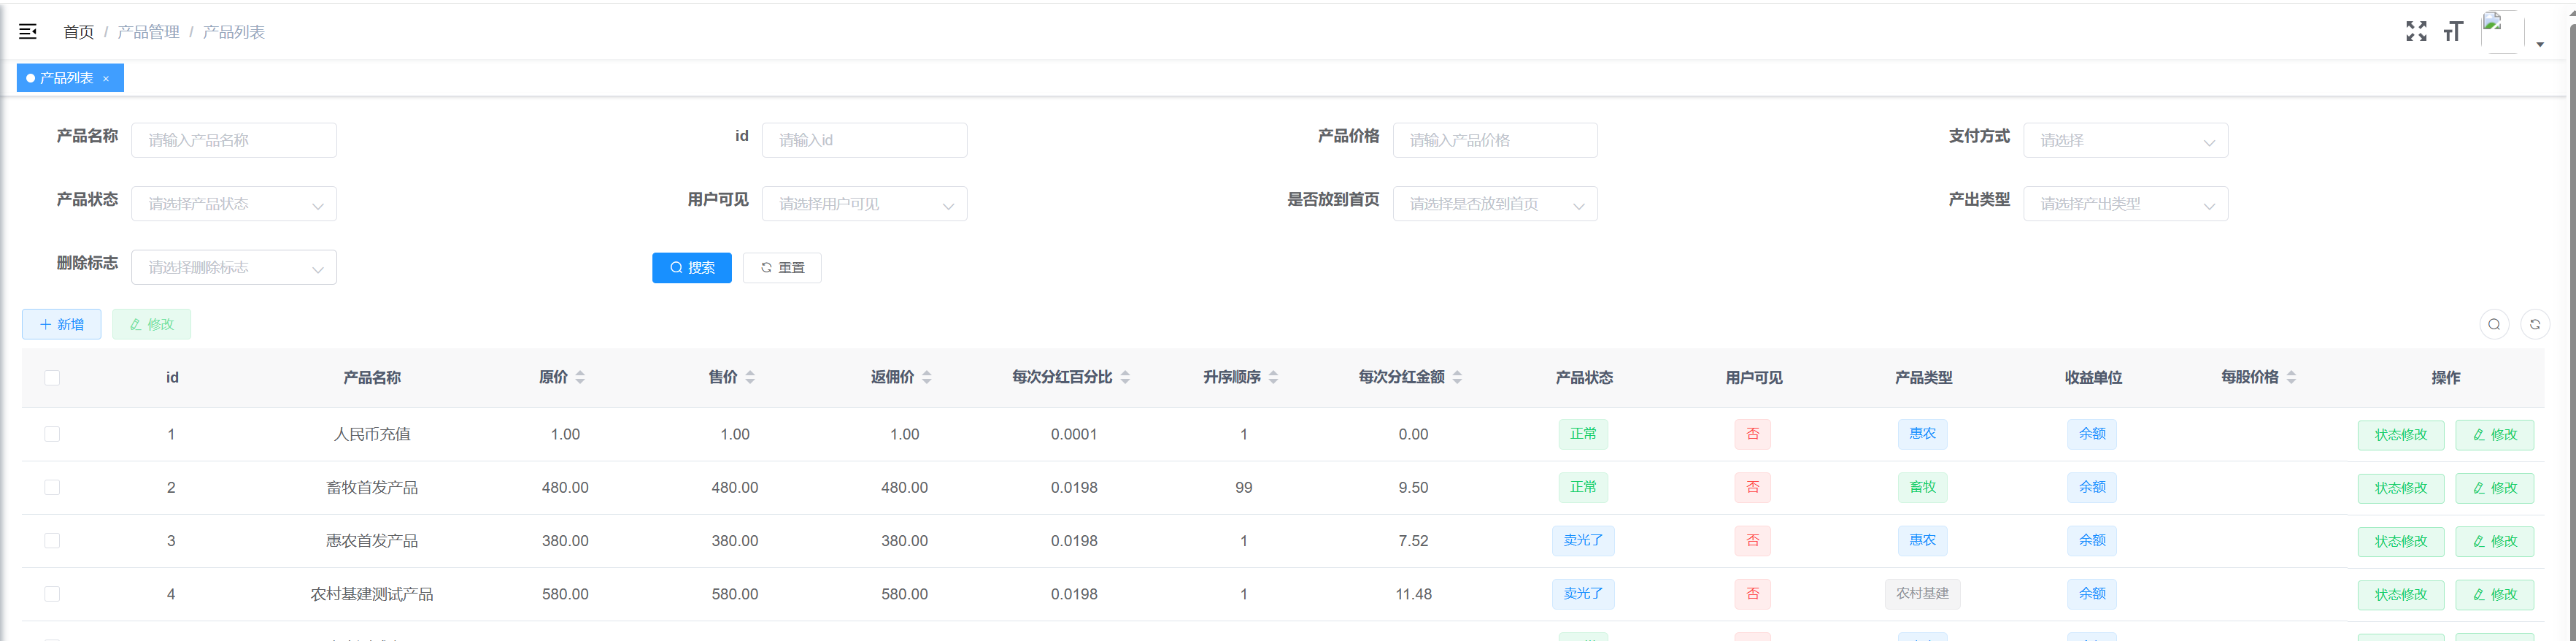 首页 / 产品管理 / 产品列表
产品列表 ×
产品名称 请输入产品名称 id 请输入id 产品价格 请输入产品价格 支付方式 请选择
产品状态 请选择产品状态 用户可见 请选择用户可见 是否放到首页 请选择是否放到首页 产出类型 请选择产出类型
删除标志 请选择删除标志 搜索 重置
新增 修改
id 产品名称 原价 售价 返佣价 每次分红百分比 升序顺序 每次分红金额 产品状态 用户可见 产品类型 收益单位 每股价格 操作
1 人民币充值 1.00 1.00 1.00 0.0001 1 0.00 正常 否 惠农 余额 状态修改 修改
2 畜牧首发产品 480.00 480.00 480.00 0.0198 99 9.50 正常 否 畜牧 余额 状态修改 修改
3 惠农首发产品 380.00 380.00 380.00 0.0198 1 7.52 卖光了 否 惠农 余额 状态修改 修改
4 农村基建测试产品 580.00 580.00 580.00 0.0198 1 11.48 卖光了 否 农村基建 余额 状态修改 修改